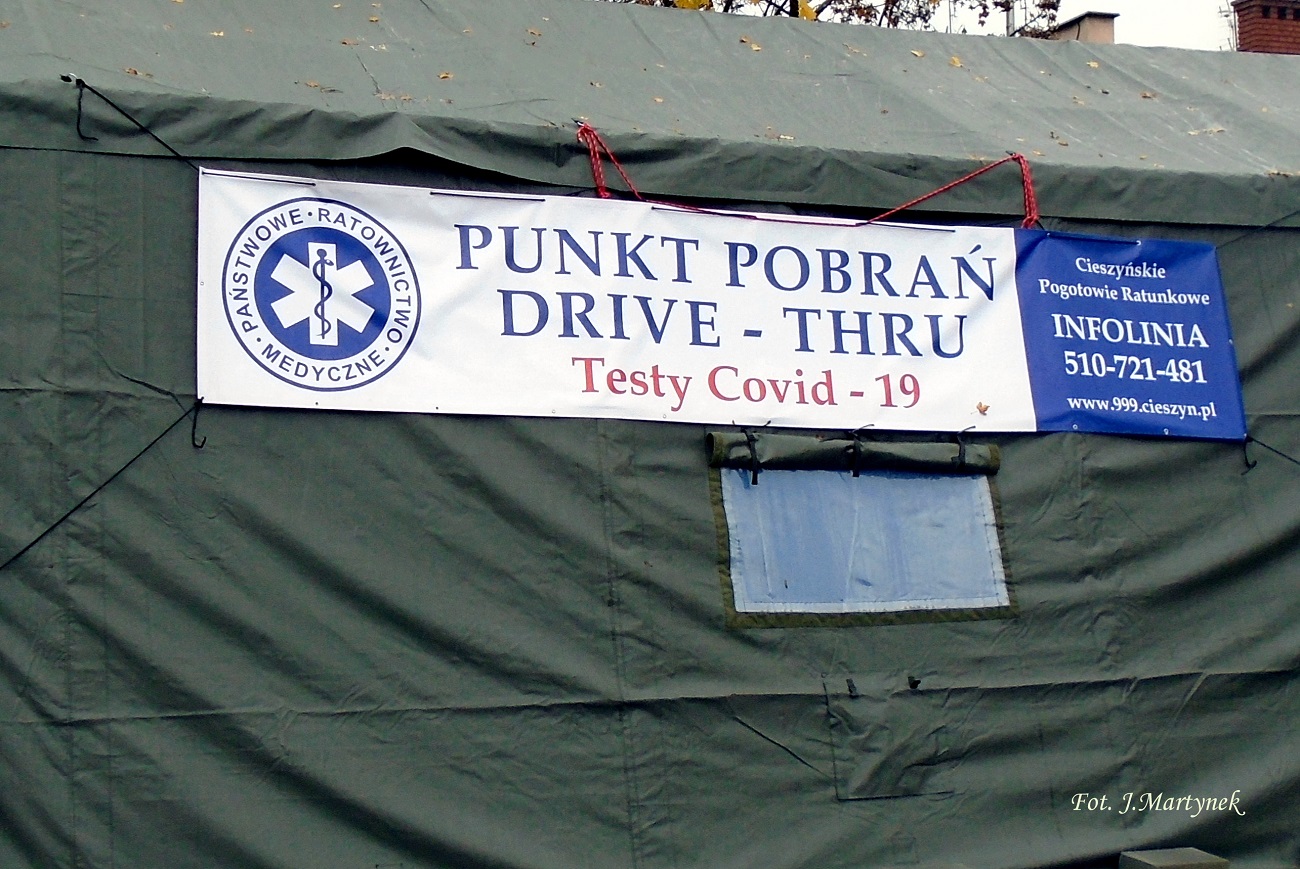 PAŃSTWOWE · RATOWNICTWO · MEDYCZNE ·
PUNKT POBRAŃ
DRIVE - THRU
Testy Covid - 19
Cieszyńskie
Pogotowie Ratunkowe
INFOLINIA
510-721-481
www.999.cieszyn.pl
Fot. J.Martynek